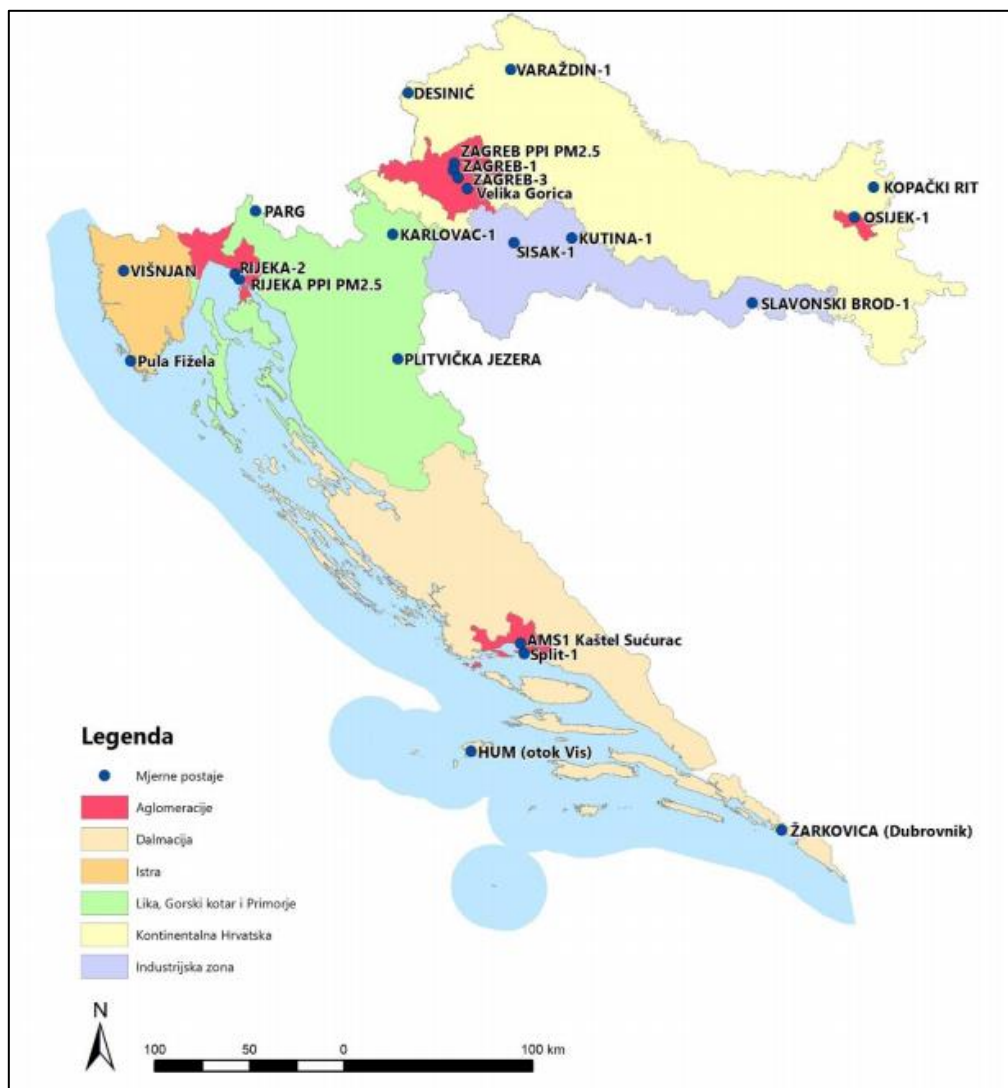 VARAŽDIN-1
DESINIĆ
ZAGREB PPI PM2.5
ZAGREB-1
ZAGREB-3
Velika Gorica
KOPAČKI RIT
OSIJEK-1
PARG
KARLOVAC-1
KUTINA-1
SISAK-1
VIŠNJAN
RIJEKA-2
RIJEKA PPI PM2.5
SLAVONSKI BROD-1
Pula Fižela
PLITVIČKA JEZERA
AMS1 Kaštel Sućurac
Split-1
HUM (otok Vis)
ŽARKOVICA (Dubrovnik)
Legenda
Mjerne postaje
Aglomeracije
Dalmacija
Istra
Lika, Gorski kotar i Primorje
Kontinentalna Hrvatska
Industrijska zona
N
100 50 0 100 km